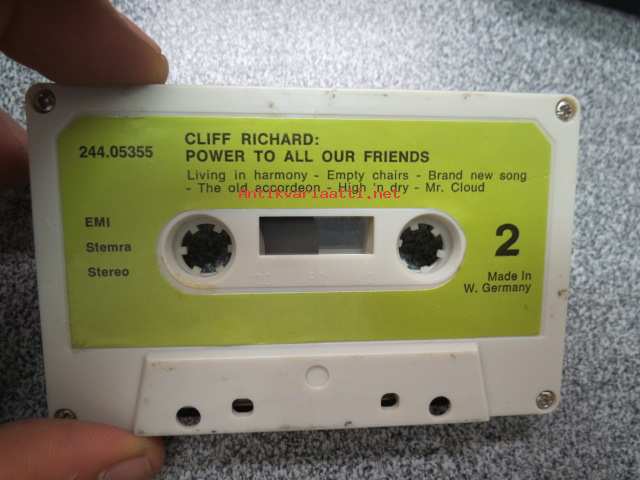 CLIFF RICHARD:
244.05355 POWER TO ALL OUR FRIENDS
Living in harmony - Empty chairs - Brand new song
- The old accordeon - High 'n dry - Mr. Cloud
Antikvariaatti.net
EMI
Stemra
Stereo
2
Made in
W. Germany